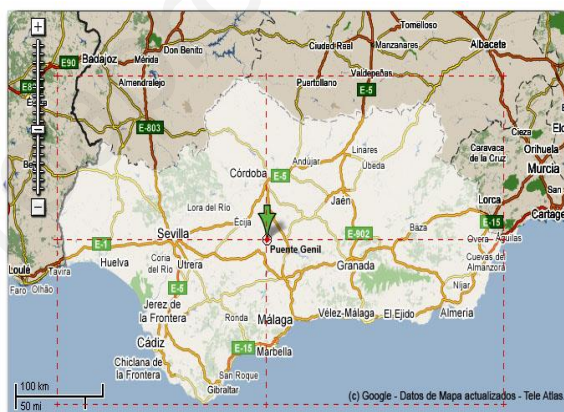 Tomelloso
Don Benito
Ciudad Real
Manzanares
Albacete
E90
Badajoz
Mérida
Valdepeñas
Almendralejo
Puertollano
E-5
E-803
Cieza
Caravaca
de la Cruz
Orihuela
Murcia
Andújar
Linares
Úbeda
Córdoba
E-5
Jaén
Lorca
Cartage
Lora del Río
Écija
E-15
Sevilla
E-902
Baza
Puente Genil
Overa
Aguilas
E-1
Loulé
Tavira
Huelva
Coria
del Río
Utrera
Granada
Cuevas del
Almanzora
Faro
Olhão
E-5
Nijar
Jerez de
la Frontera
Ronda
Málaga
Vélez-Málaga
El Ejido
Almería
Cádiz
E-15
Marbella
Chiclana de
la Frontera
San Roque
Gibraltar
100 km
50 mi
(c) Google - Datos de Mapa actualizados - Tele Atlas